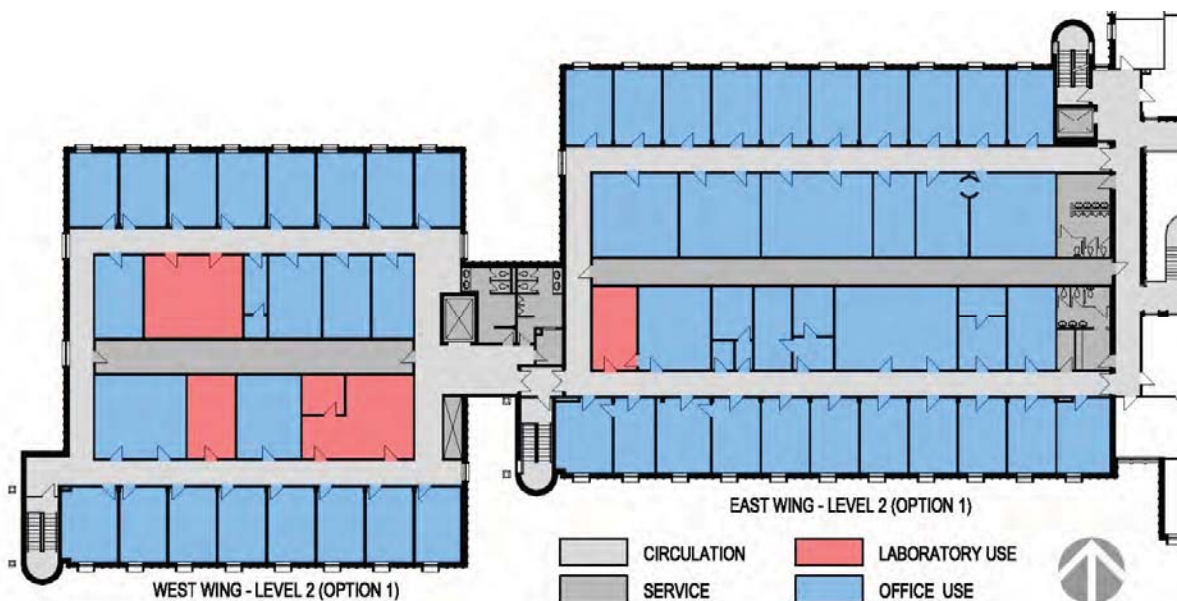 EAST WING - LEVEL 2 (OPTION 1)
WEST WING - LEVEL 2 (OPTION 1)
CIRCULATION
LABORATORY USE
SERVICE
OFFICE USE